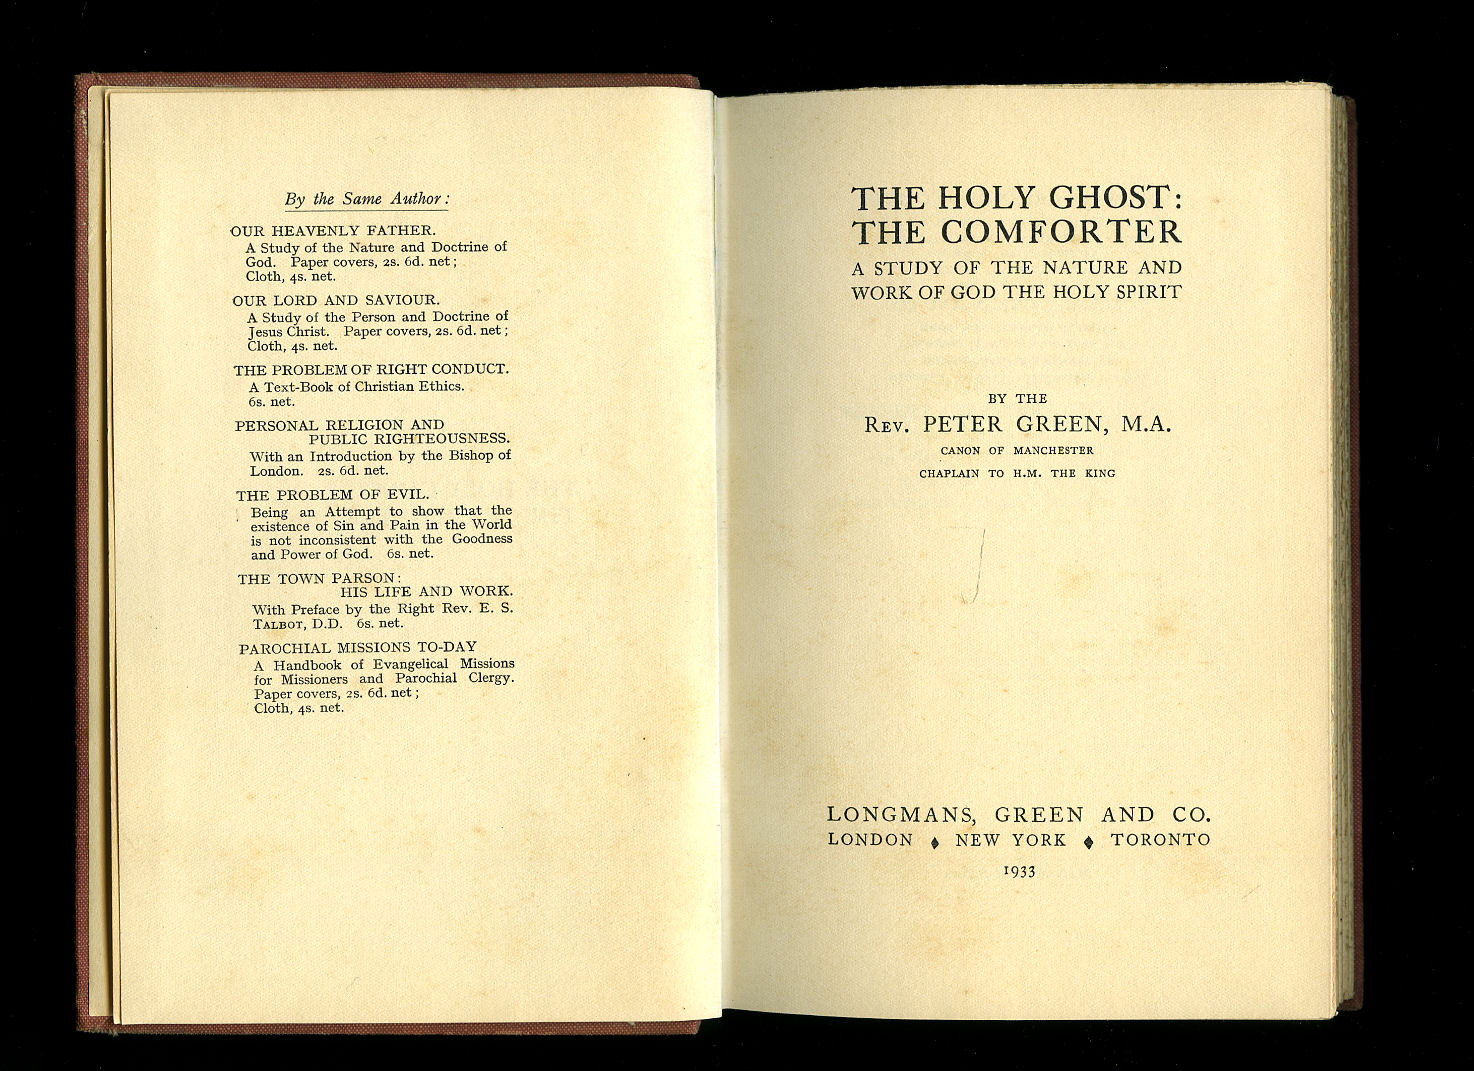 By the Same Author:
OUR HEAVENLY FATHER.
A Study of the Nature and Doctrine of
God. Paper covers, 2s. 6d. net;
Cloth, 4s. net.
OUR LORD AND SAVIOUR.
A Study of the Person and Doctrine of
Jesus Christ. Paper covers, 2s. 6d. net;
Cloth, 4s. net.
THE PROBLEM OF RIGHT CONDUCT.
A Text-Book of Christian Ethics.
6s. net.
PERSONAL RELIGION AND
PUBLIC RIGHTEOUSNESS.
With an Introduction by the Bishop of
London. 2s. 6d. net.
THE PROBLEM OF EVIL.
Being an Attempt to show that the
existence of Sin and Pain in the World
is not inconsistent with the Goodness
and Power of God. 6s. net.
THE TOWN PARSON:
HIS LIFE AND WORK.
With Preface by the Right Rev. E. S.
TALBOT, D.D. 6s. net.
PAROCHIAL MISSIONS TO-DAY
A Handbook of Evangelical Missions
for Missioners and Parochial Clergy.
Paper covers, 2s. 6d. net;
Cloth, 4s. net.
THE HOLY GHOST:
THE COMFORTER
A STUDY OF THE NATURE AND
WORK OF GOD THE HOLY SPIRIT
BY THE
REV. PETER GREEN, M.A.
CANON OF MANCHESTER
CHAPLAIN TO H.M. THE KING
LONGMANS, GREEN AND CO.
LONDON ♦ NEW YORK ♦ TORONTO
1933